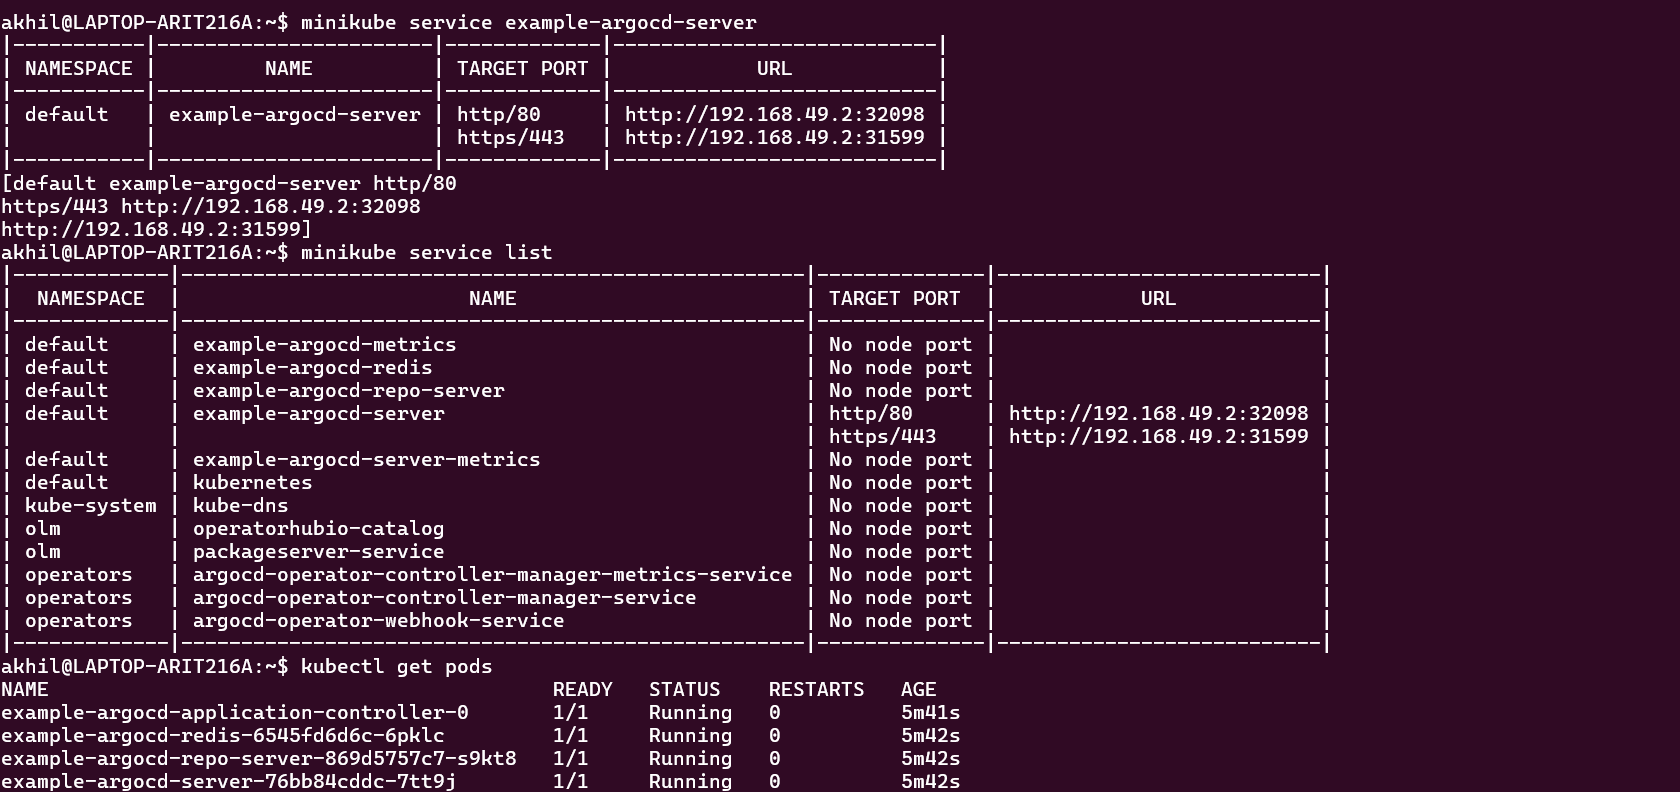 akhil@LAPTOP-ARIT216A:~$ minikube service example-argocd-server
|-----------|-----------------------|-------------|---------------------------|
| NAMESPACE |         NAME          | TARGET PORT |            URL            |
|-----------|-----------------------|-------------|---------------------------|
| default   | example-argocd-server | http/80     | http://192.168.49.2:32098 |
|           |                       | https/443   | http://192.168.49.2:31599 |
|-----------|-----------------------|-------------|---------------------------|
[default example-argocd-server http/80
https/443 http://192.168.49.2:32098
http://192.168.49.2:31599]
akhil@LAPTOP-ARIT216A:~$ minikube service list
|-------------|----------------------------------------------------|--------------|---------------------------|
|  NAMESPACE  |                        NAME                        | TARGET PORT  |            URL            |
|-------------|----------------------------------------------------|--------------|---------------------------|
| default     | example-argocd-metrics                             | No node port |                           |
| default     | example-argocd-redis                               | No node port |                           |
| default     | example-argocd-repo-server                         | No node port |                           |
| default     | example-argocd-server                              | http/80      | http://192.168.49.2:32098 |
|             |                                                    | https/443    | http://192.168.49.2:31599 |
| default     | example-argocd-server-metrics                      | No node port |                           |
| default     | kubernetes                                         | No node port |                           |
| kube-system | kube-dns                                           | No node port |                           |
| olm         | operatorhubio-catalog                              | No node port |                           |
| olm         | packageserver-service                              | No node port |                           |
| operators   | argocd-operator-controller-manager-metrics-service | No node port |                           |
| operators   | argocd-operator-controller-manager-service         | No node port |                           |
| operators   | argocd-operator-webhook-service                    | No node port |                           |
|-------------|----------------------------------------------------|--------------|---------------------------|
akhil@LAPTOP-ARIT216A:~$ kubectl get pods
NAME                                          READY   STATUS    RESTARTS   AGE
example-argocd-application-controller-0       1/1     Running   0          5m41s
example-argocd-redis-6545fd6d6c-6pklc         1/1     Running   0          5m42s
example-argocd-repo-server-869d5757c7-s9kt8   1/1     Running   0          5m42s
example-argocd-server-76bb84cddc-7tt9j        1/1     Running   0          5m42s